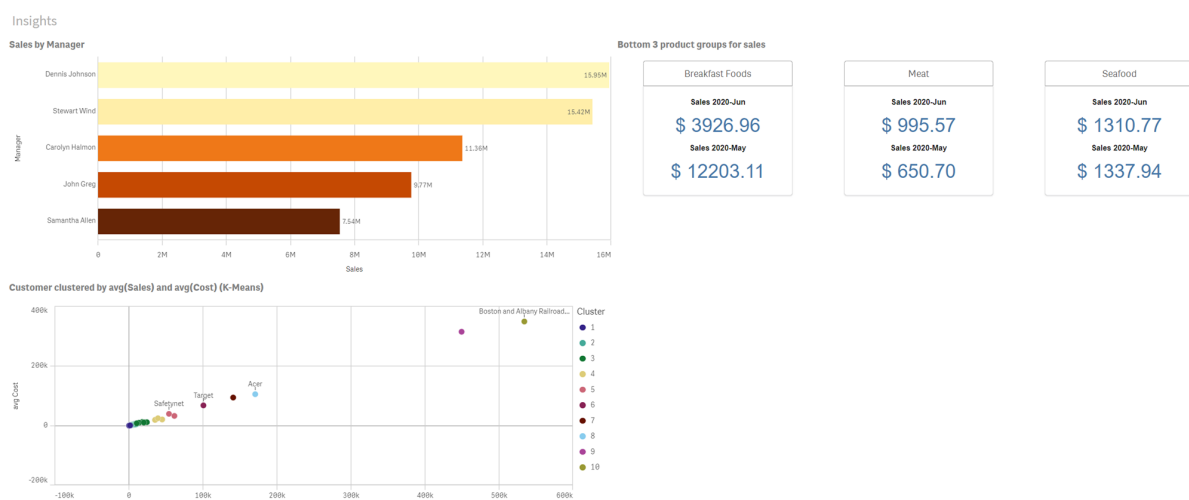 Insights
Sales by Manager
Dennis Johnson
15.95M
Stewart Wind
15.42M
Carolyn Halmon
11.36M
John Greg
9.77M
Samantha Allen
7.54M
Manager
0 2M 4M 6M 8M 10M 12M 14M 16M
Sales
Bottom 3 product groups for sales
Breakfast Foods
Sales 2020-Jun
$ 3926.96
Sales 2020-May
$ 12203.11
Meat
Sales 2020-Jun
$ 995.57
Sales 2020-May
$ 650.70
Seafood
Sales 2020-Jun
$ 1310.77
Sales 2020-May
$ 1337.94
Customer clustered by avg(Sales) and avg(Cost) (K-Means)
400k
200k
0
-200k
avg Cost
Boston and Albany Railroad...
Acer
Target
Safetynet
-100k 0 100k 200k 300k 400k 500k 600k
Cluster
1
2
3
4
5
6
7
8
9
10